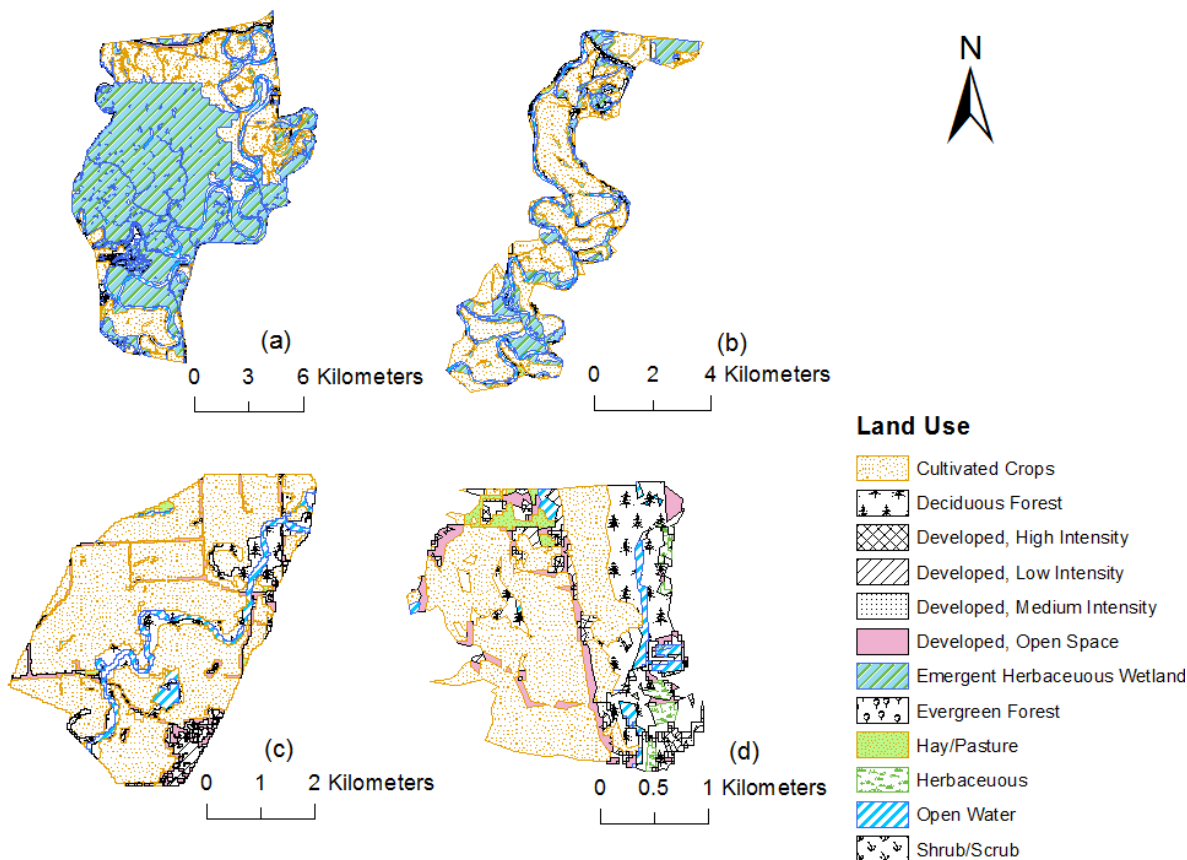 N
(a)
0 3 6 Kilometers
(b)
0 2 4 Kilometers
(c)
0 1 2 Kilometers
(d)
0 0.5 1 Kilometers
Land Use
Cultivated Crops
Deciduous Forest
Developed, High Intensity
Developed, Low Intensity
Developed, Medium Intensity
Developed, Open Space
Emergent Herbaceous Wetland
Evergreen Forest
Hay/Pasture
Herbaceuous
Open Water
Shrub/Scrub